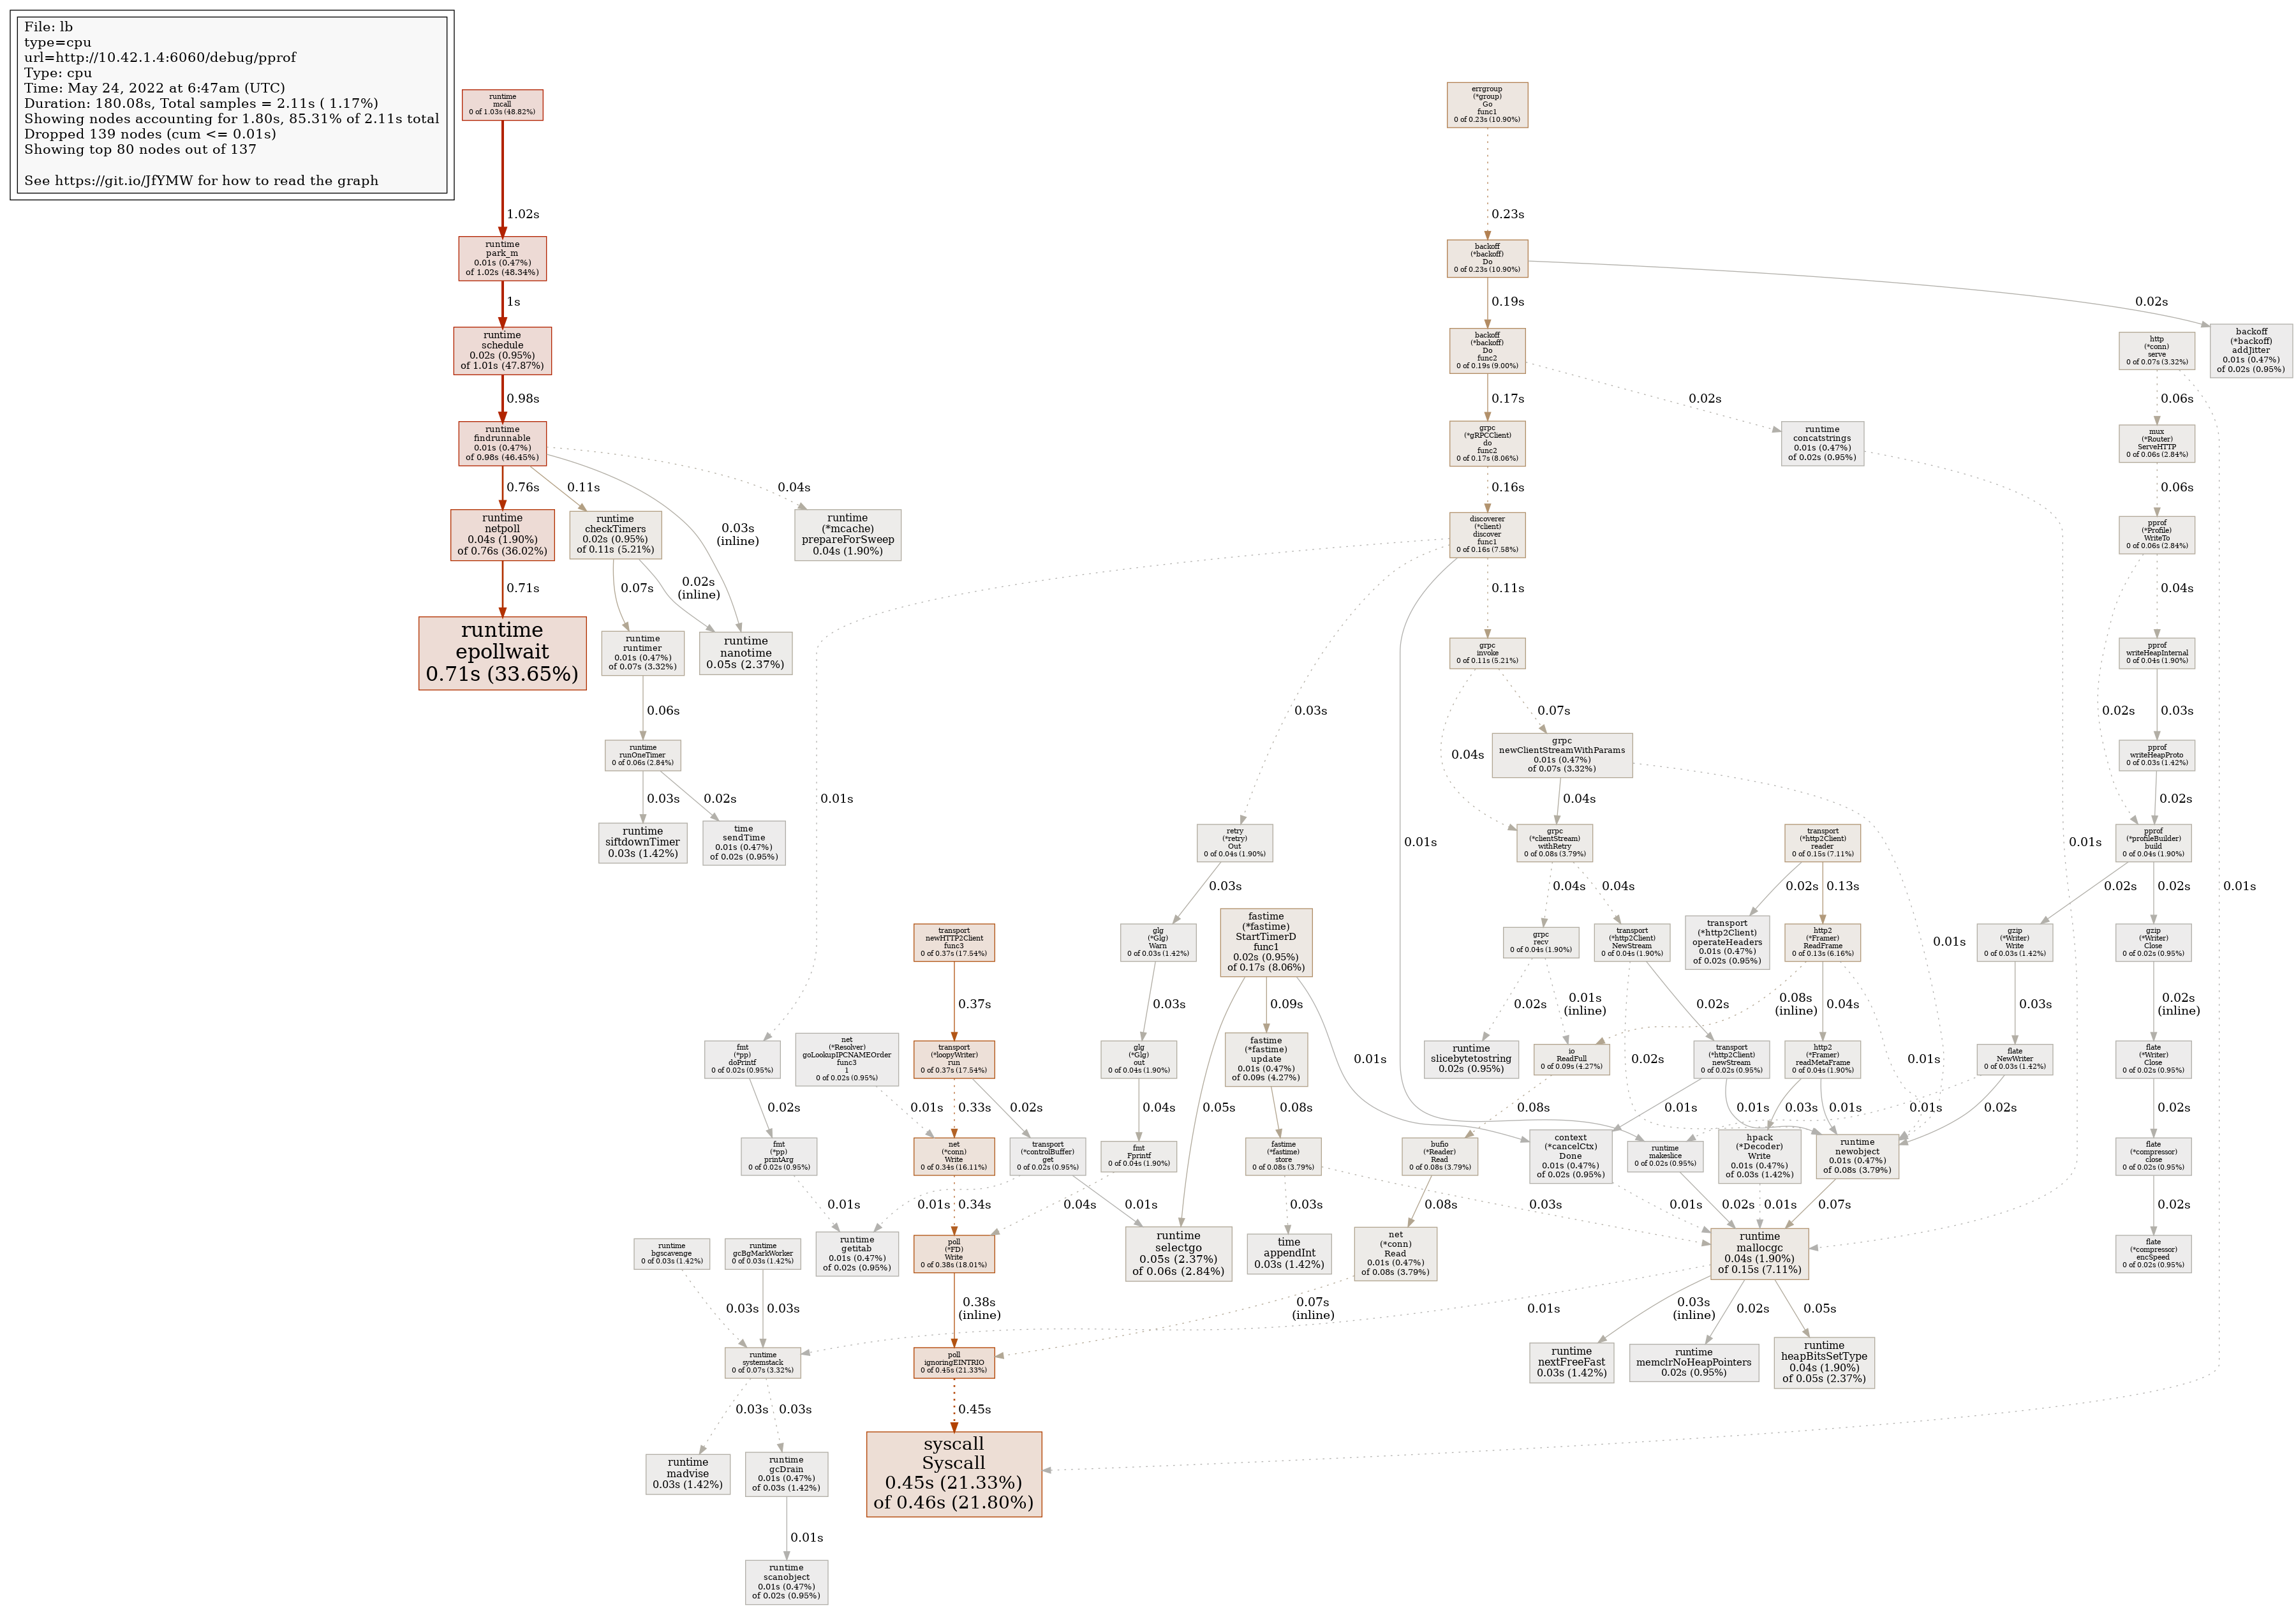 File: lb
type=cpu
url=http://10.42.1.4:6060/debug/pprof
Type: cpu
Time: May 24, 2022 at 6:47am (UTC)
Duration: 180.08s, Total samples = 2.11s ( 1.17%)
Showing nodes accounting for 1.80s, 85.31% of 2.11s total
Dropped 139 nodes (cum <= 0.01s)
Showing top 80 nodes out of 137
See https://git.io/JfYMW for how to read the graph
runtime
mcall
0 of 1.03s (48.82%)
1.02s
runtime
park_m
0.01s (0.47%)
of 1.02s (48.34%)
1s
runtime
schedule
0.02s (0.95%)
of 1.01s (47.87%)
0.98s
runtime
findrunnable
0.01s (0.47%)
of 0.98s (46.45%)
0.76s
0.11s
0.03s
(inline)
0.04s
runtime
netpoll
0.04s (1.90%)
of 0.76s (36.02%)
runtime
checkTimers
0.02s (0.95%)
of 0.11s (5.21%)
runtime
(*mcache)
prepareForSweep
0.04s (1.90%)
0.71s
0.07s
0.02s
(inline)
runtime
epollwait
0.71s (33.65%)
runtime
runtimer
0.01s (0.47%)
of 0.07s (3.32%)
runtime
nanotime
0.05s (2.37%)
0.06s
runtime
runOneTimer
0 of 0.06s (2.84%)
0.03s
0.02s
runtime
siftdownTimer
0.03s (1.42%)
time
sendTime
0.01s (0.47%)
of 0.02s (0.95%)
errgroup
(*group)
Go
func1
0 of 0.23s (10.90%)
0.23s
backoff
(*backoff)
Do
0 of 0.23s (10.90%)
0.19s
0.02s
backoff
(*backoff)
Do
func2
0 of 0.19s (9.00%)
backoff
(*backoff)
addJitter
0.01s (0.47%)
of 0.02s (0.95%)
0.17s
0.02s
grpc
(*gRPCClient)
do
func2
0 of 0.17s (8.06%)
runtime
concatstrings
0.01s (0.47%)
of 0.02s (0.95%)
0.16s
0.01s
discoverer
(*client)
discover
func1
0 of 0.16s (7.58%)
0.01s
0.03s
0.01s
0.11s
grpc
invoke
0 of 0.11s (5.21%)
0.04s
0.07s
grpc
newClientStreamWithParams
0.01s (0.47%)
of 0.07s (3.32%)
0.04s
0.01s
grpc
(*clientStream)
withRetry
0 of 0.08s (3.79%)
0.04s
0.04s
grpc
recv
0 of 0.04s (1.90%)
transport
(*http2Client)
NewStream
0 of 0.04s (1.90%)
0.02s
0.01s
(inline)
0.02s
0.02s
runtime
slicebytetostring
0.02s (0.95%)
io
ReadFull
0 of 0.09s (4.27%)
transport
(*http2Client)
newStream
0 of 0.02s (0.95%)
0.08s
0.01s
0.01s
transport
(*http2Client)
reader
0 of 0.15s (7.11%)
0.02s
0.13s
transport
(*http2Client)
operateHeaders
0.01s (0.47%)
of 0.02s (0.95%)
http2
(*Framer)
ReadFrame
0 of 0.13s (6.16%)
0.08s
(inline)
0.04s
0.01s
http2
(*Framer)
readMetaFrame
0 of 0.04s (1.90%)
0.03s
0.01s
http
(*conn)
serve
0 of 0.07s (3.32%)
0.06s
0.01s
mux
(*Router)
ServeHTTP
0 of 0.06s (2.84%)
0.06s
pprof
(*Profile)
WriteTo
0 of 0.06s (2.84%)
0.02s
0.04s
pprof
writeHeapInternal
0 of 0.04s (1.90%)
0.03s
pprof
writeHeapProto
0 of 0.03s (1.42%)
0.02s
pprof
(*profileBuilder)
build
0 of 0.04s (1.90%)
0.02s
0.02s
gzip
(*Writer)
Write
0 of 0.03s (1.42%)
gzip
(*Writer)
Close
0 of 0.02s (0.95%)
0.03s
0.02s
(inline)
flate
NewWriter
0 of 0.03s (1.42%)
flate
(*Writer)
Close
0 of 0.02s (0.95%)
0.01s
0.02s
0.02s
flate
(*compressor)
close
0 of 0.02s (0.95%)
0.02s
flate
(*compressor)
encSpeed
0 of 0.02s (0.95%)
retry
(*retry)
Out
0 of 0.04s (1.90%)
0.03s
glg
(*Glg)
Warn
0 of 0.03s (1.42%)
0.03s
glg
(*Glg)
out
0 of 0.04s (1.90%)
0.04s
fmt
Fprintf
0 of 0.04s (1.90%)
0.04s
fastime
(*fastime)
StartTimerD
func1
0.02s (0.95%)
of 0.17s (8.06%)
0.05s
0.09s
0.01s
fastime
(*fastime)
update
0.01s (0.47%)
of 0.09s (4.27%)
0.08s
fastime
(*fastime)
store
0 of 0.08s (3.79%)
0.03s
0.03s
time
appendInt
0.03s (1.42%)
transport
newHTTP2Client
func3
0 of 0.37s (17.54%)
0.37s
transport
(*loopyWriter)
run
0 of 0.37s (17.54%)
0.33s
0.02s
net
(*Resolver)
goLookupIPCNAMEOrder
func3
1
0 of 0.02s (0.95%)
0.01s
net
(*conn)
Write
0 of 0.34s (16.11%)
transport
(*controlBuffer)
get
0 of 0.02s (0.95%)
0.34s
0.01s
0.01s
fmt
(*pp)
doPrintf
0 of 0.02s (0.95%)
0.02s
fmt
(*pp)
printArg
0 of 0.02s (0.95%)
0.01s
runtime
getitab
0.01s (0.47%)
of 0.02s (0.95%)
poll
(*FD)
Write
0 of 0.38s (18.01%)
0.38s
(inline)
runtime
selectgo
0.05s (2.37%)
of 0.06s (2.84%)
bufio
(*Reader)
Read
0 of 0.08s (3.79%)
0.08s
net
(*conn)
Read
0.01s (0.47%)
of 0.08s (3.79%)
0.07s
(inline)
context
(*cancelCtx)
Done
0.01s (0.47%)
of 0.02s (0.95%)
0.01s
runtime
makeslice
0 of 0.02s (0.95%)
0.02s
hpack
(*Decoder)
Write
0.01s (0.47%)
of 0.03s (1.42%)
0.01s
runtime
newobject
0.01s (0.47%)
of 0.08s (3.79%)
0.07s
runtime
mallocgc
0.04s (1.90%)
of 0.15s (7.11%)
0.01s
0.03s
(inline)
0.02s
0.05s
runtime
nextFreeFast
0.03s (1.42%)
runtime
memclrNoHeapPointers
0.02s (0.95%)
runtime
heapBitsSetType
0.04s (1.90%)
of 0.05s (2.37%)
runtime
bgscavenge
0 of 0.03s (1.42%)
runtime
gcBgMarkWorker
0 of 0.03s (1.42%)
0.03s
0.03s
runtime
systemstack
0 of 0.07s (3.32%)
0.03s
0.03s
runtime
madvise
0.03s (1.42%)
runtime
gcDrain
0.01s (0.47%)
of 0.03s (1.42%)
0.01s
runtime
scanobject
0.01s (0.47%)
of 0.02s (0.95%)
poll
ignoringEINTRIO
0 of 0.45s (21.33%)
0.45s
syscall
Syscall
0.45s (21.33%)
of 0.46s (21.80%)